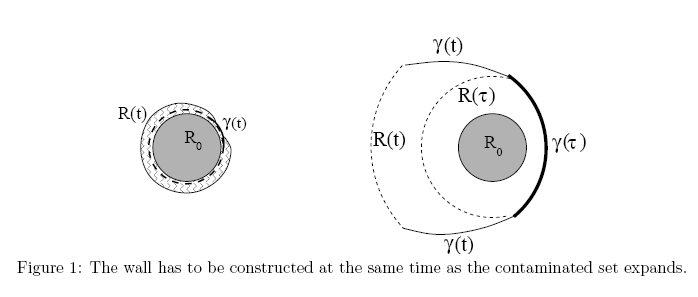 γ(t)
R(τ)
R(t)
γ(t)
R₀
R(t)
R₀
γ(τ)
γ(t)
Figure 1: The wall has to be constructed at the same time as the contaminated set expands.